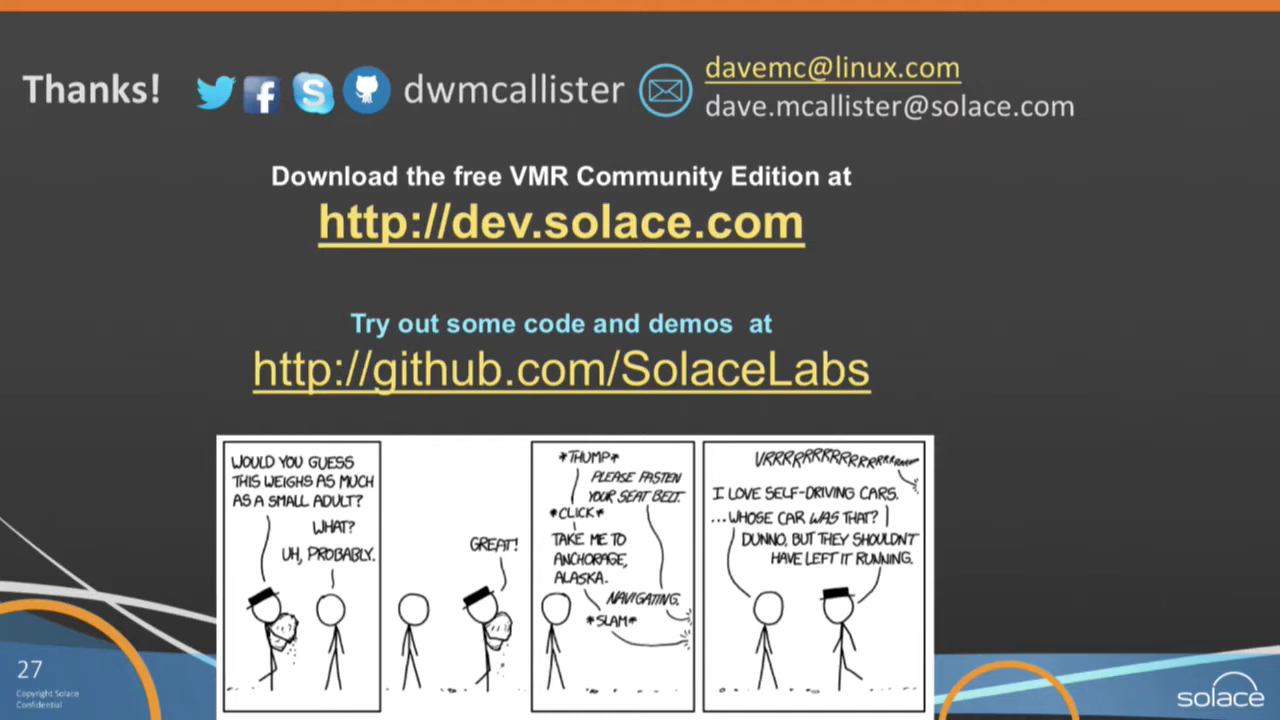 Thanks!
dwmcallister
davemc@linux.com
dave.mcallister@solace.com
Download the free VMR Community Edition at
http://dev.solace.com
Try out some code and demos at
http://github.com/SolaceLabs
WOULD YOU GUESS
THIS WEIGHS AS MUCH
AS A SMALL ADULT?
WHAT?
UH, PROBABLY.
GREAT!
*THUMP*
PLEASE FASTEN
YOUR SEAT BELT.
*CLICK*
TAKE ME TO
ANCHORAGE,
ALASKA.
NAVIGATING.
*SLAM*
VRRRRRRRRRRRRRRRRRRR
I LOVE SELF-DRIVING CARS.
...WHOSE CAR WAS THAT?
DUNNO, BUT THEY SHOULDN'T
HAVE LEFT IT RUNNING.
27
Copyright Solace
Confidential
solace